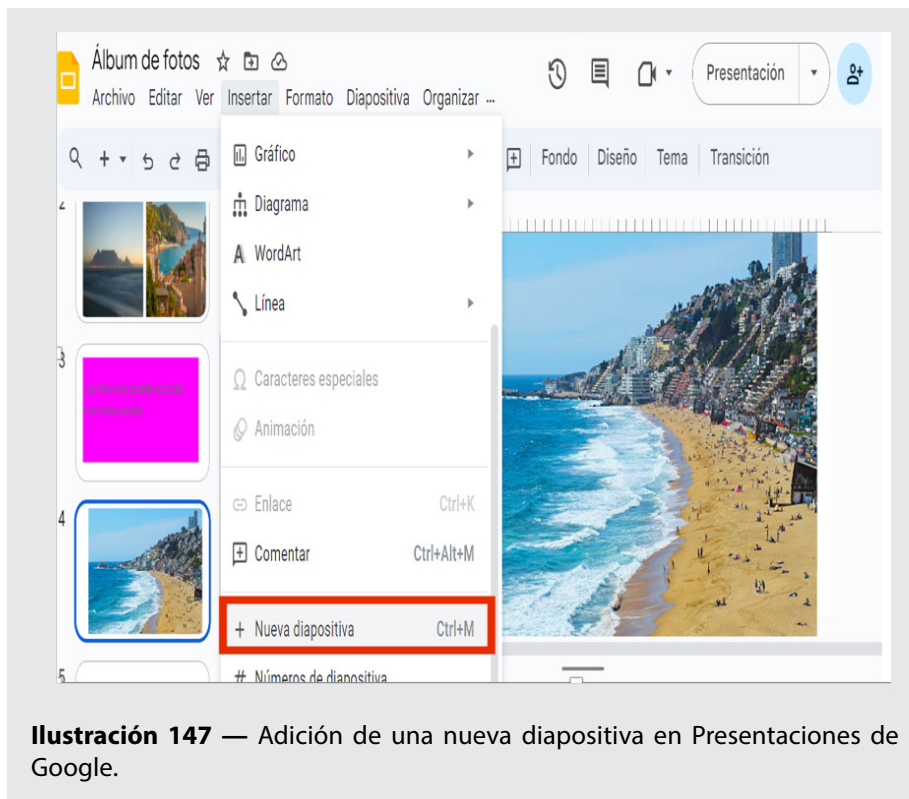 Álbum de fotos
Presentación
Archivo Editar Ver Insertar Formato Diapositiva Organizar ...
Gráfico
Fondo Diseño Tema Transición
2
Diagrama
A WordArt
Línea
3
Ω Caracteres especiales
Animación
4
Enlace Ctrl+K
Comentar Ctrl+Alt+M
+ Nueva diapositiva Ctrl+M
5
# Números de diapositiva
Ilustración 147 — Adición de una nueva diapositiva en Presentaciones de
Google.